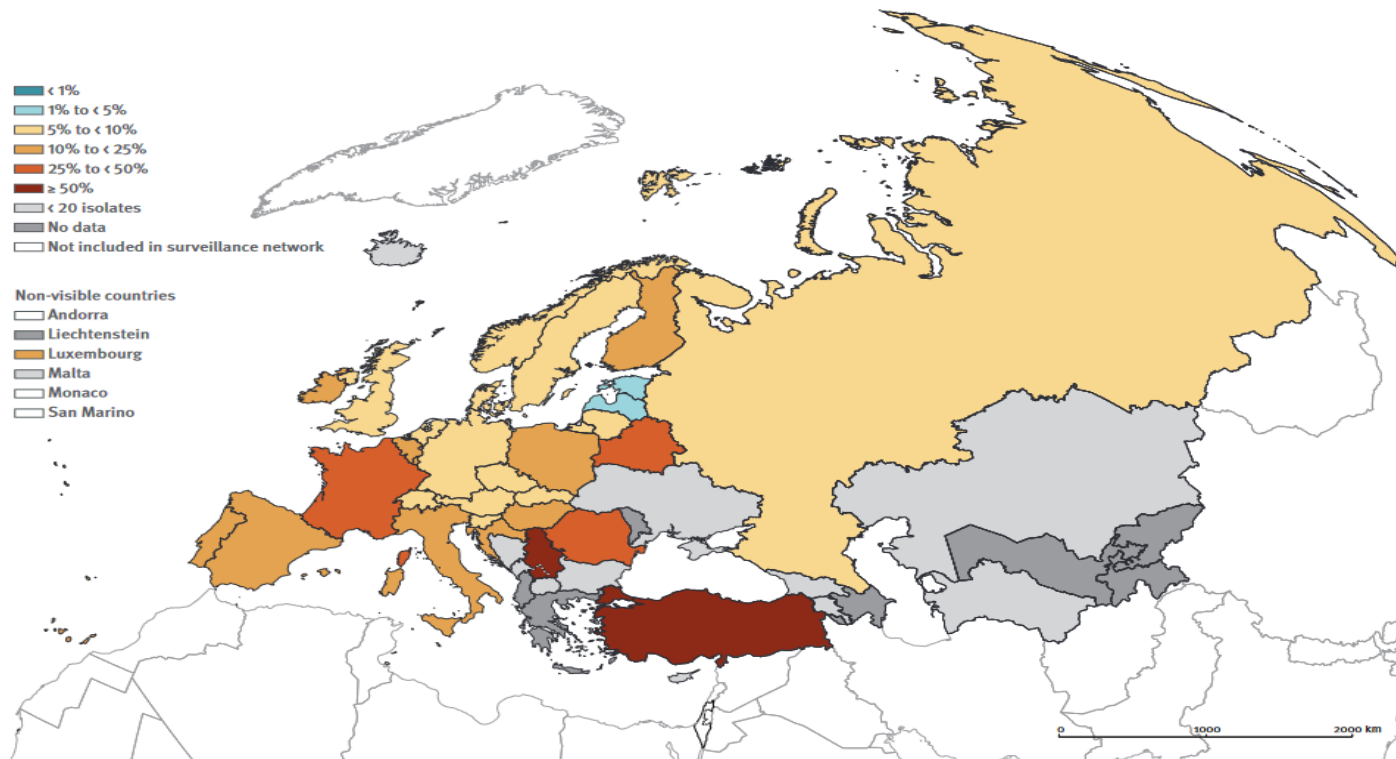 < 1%
1% to < 5%
5% to < 10%
10% to < 25%
25% to < 50%
≥ 50%
< 20 isolates
No data
Not included in surveillance network
Non-visible countries
Andorra
Liechtenstein
Luxembourg
Malta
Monaco
San Marino
0 1000 2000 km